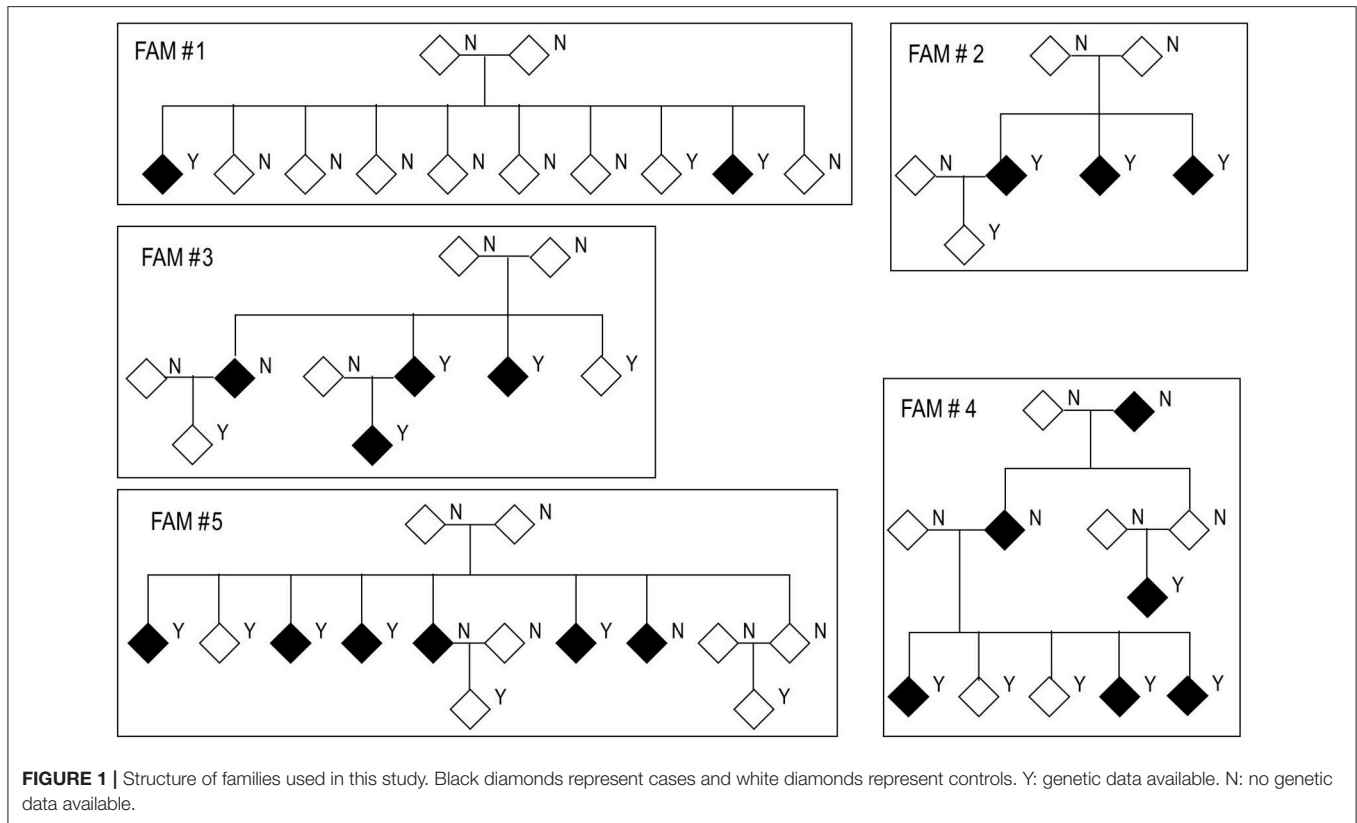 FAM #1
N N
Y N N N N N N Y Y N
FAM # 2
N N
N Y Y Y
Y
FAM #3
N N
N N N Y Y Y
Y Y
FAM # 4
N N
N N N N
Y
Y Y Y Y Y
FAM #5
N N
Y Y Y Y N N Y N N N
Y Y
FIGURE 1 | Structure of families used in this study. Black diamonds represent cases and white diamonds represent controls. Y: genetic data available. N: no genetic
data available.